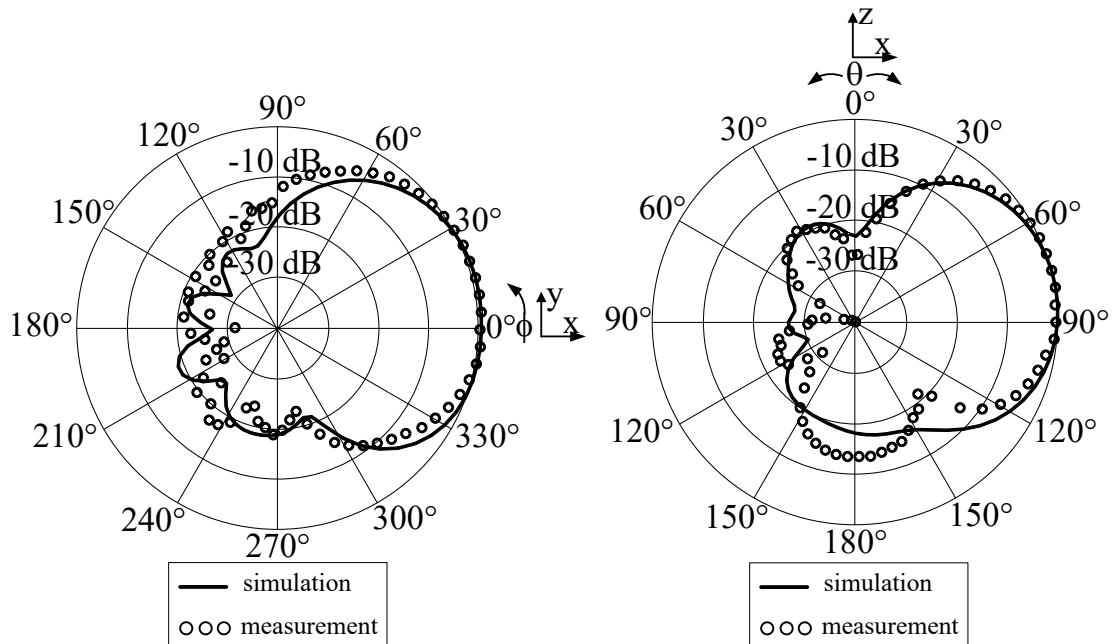 90°
120°
60°
-10 dB
150°
-20 dB
30°
-30 dB
180°
0°
φ
y
x
210°
330°
240°
300°
270°
simulation
measurement
z
x
θ
0°
30°
30°
-10 dB
60°
-20 dB
60°
-30 dB
90°
90°
120°
120°
150°
150°
180°
simulation
measurement